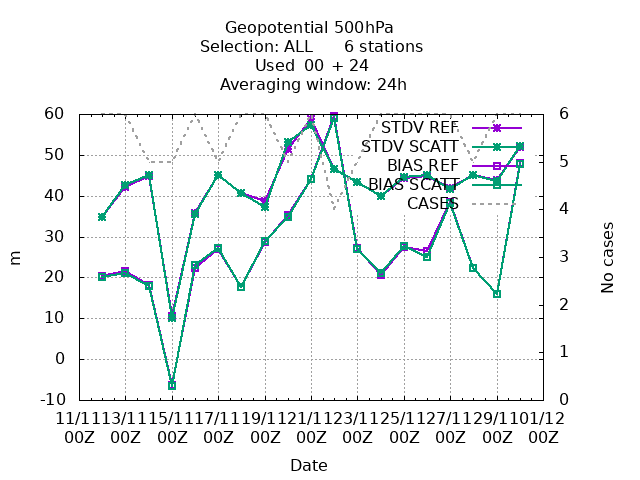 Geopotential 500hPa
Selection: ALL 6 stations
Used 00 + 24
Averaging window: 24h
STDV REF
STDV SCATT
BIAS REF
BIAS SCATT
CASES
60
50
40
30
20
10
0
-10
6
5
4
3
2
1
0
m
No cases
11/11 13/11 15/11 17/11 19/11 21/11 23/11 25/11 27/11 29/11 01/12
00Z 00Z 00Z 00Z 00Z 00Z 00Z 00Z 00Z 00Z 00Z
Date